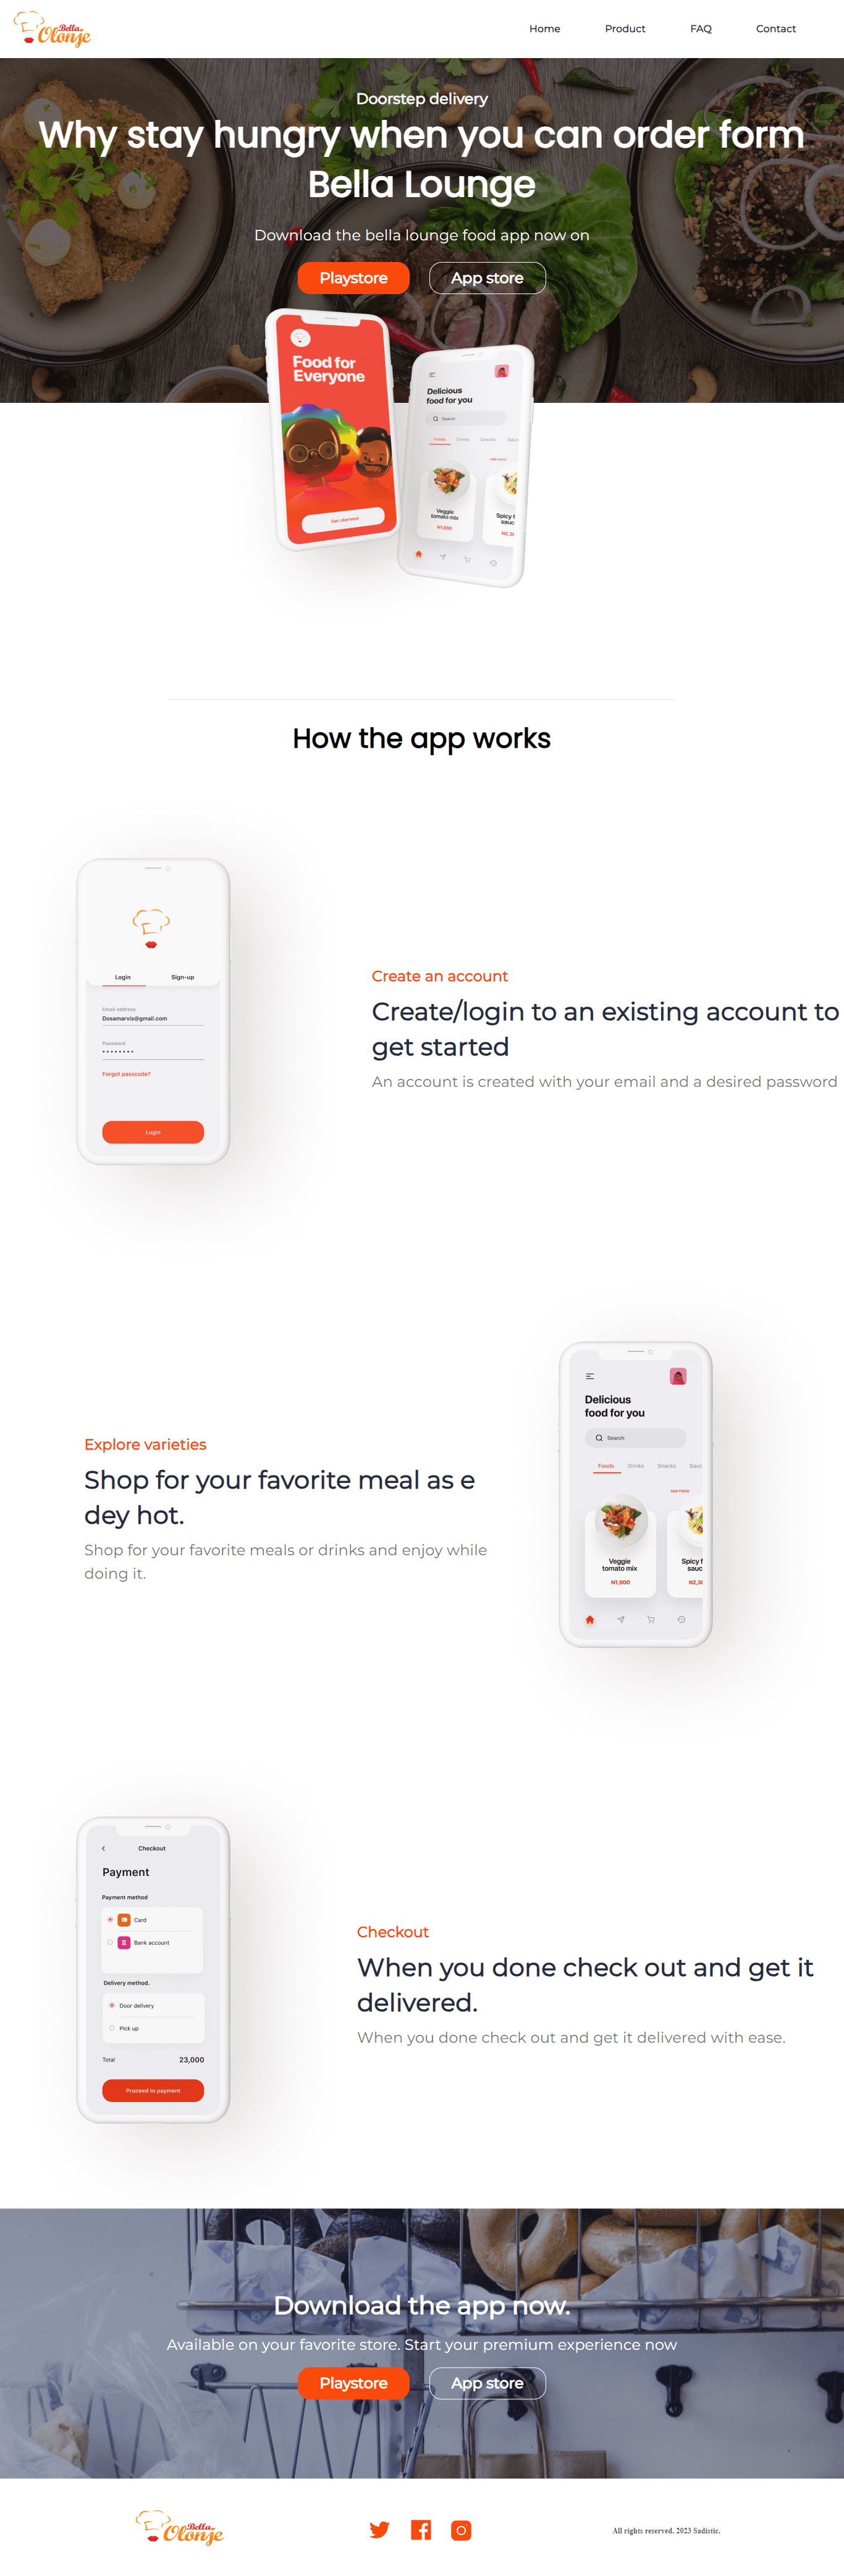 Bella
Olonje
Home
Product
FAQ
Contact
Doorstep delivery
Why stay hungry when you can order form
Bella Lounge
Download the bella lounge food app now on
Playstore
App store
Food for
Everyone
Get started
Delicious
food for you
Search
Foods
Drinks
Snacks
Sauc
see more
Veggie
tomato mix
N1,900
Spicy f
sauc
N2,3
How the app works
Login
Sign-up
Email address
Dosamarvis@gmail.com
Password
Forgot passcode?
Login
Create an account
Create/login to an existing account to
get started
An account is created with your email and a desired password
Explore varieties
Shop for your favorite meal as e
dey hot.
Shop for your favorite meals or drinks and enjoy while
doing it.
Delicious
food for you
Search
Foods
Drinks
Snacks
Sauc
see more
Veggie
tomato mix
N1,900
Spicy f
sauc
N2,30
Checkout
Payment
Payment method
Card
Bank account
Delivery method.
Door delivery
Pick up
Total
23,000
Proceed to payment
Checkout
When you done check out and get it
delivered.
When you done check out and get it delivered with ease.
Download the app now.
Available on your favorite store. Start your premium experience now
Playstore
App store
Bella
Olonje
All rights reserved. 2023 Sadistic.